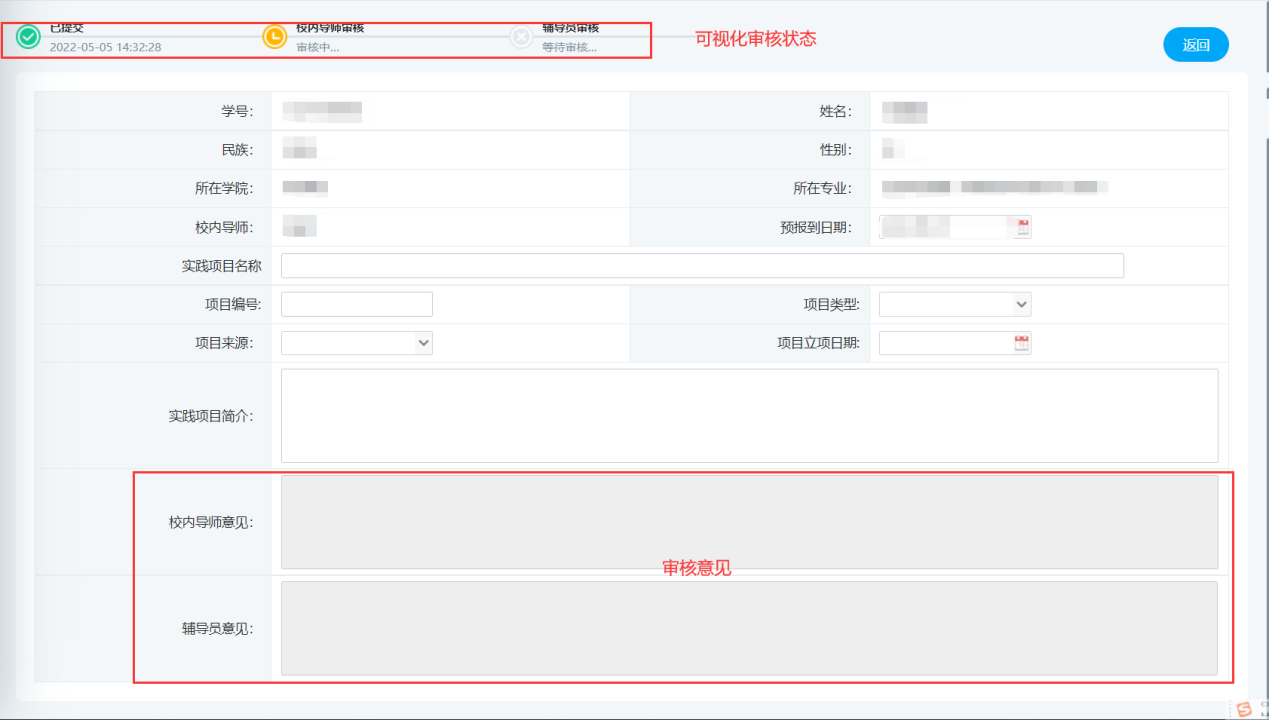 已提交
2022-05-05 14:32:28
校内导师审核
审核中...
辅导员审核
等待审核...
可视化审核状态
返回
学号：
姓名：
民族：
性别：
所在学院：
所在专业：
校内导师：
预报到日期：
实践项目名称
项目编号:
项目类型:
项目来源：
项目立项日期:
实践项目简介：
校内导师意见：
审核意见
辅导员意见：